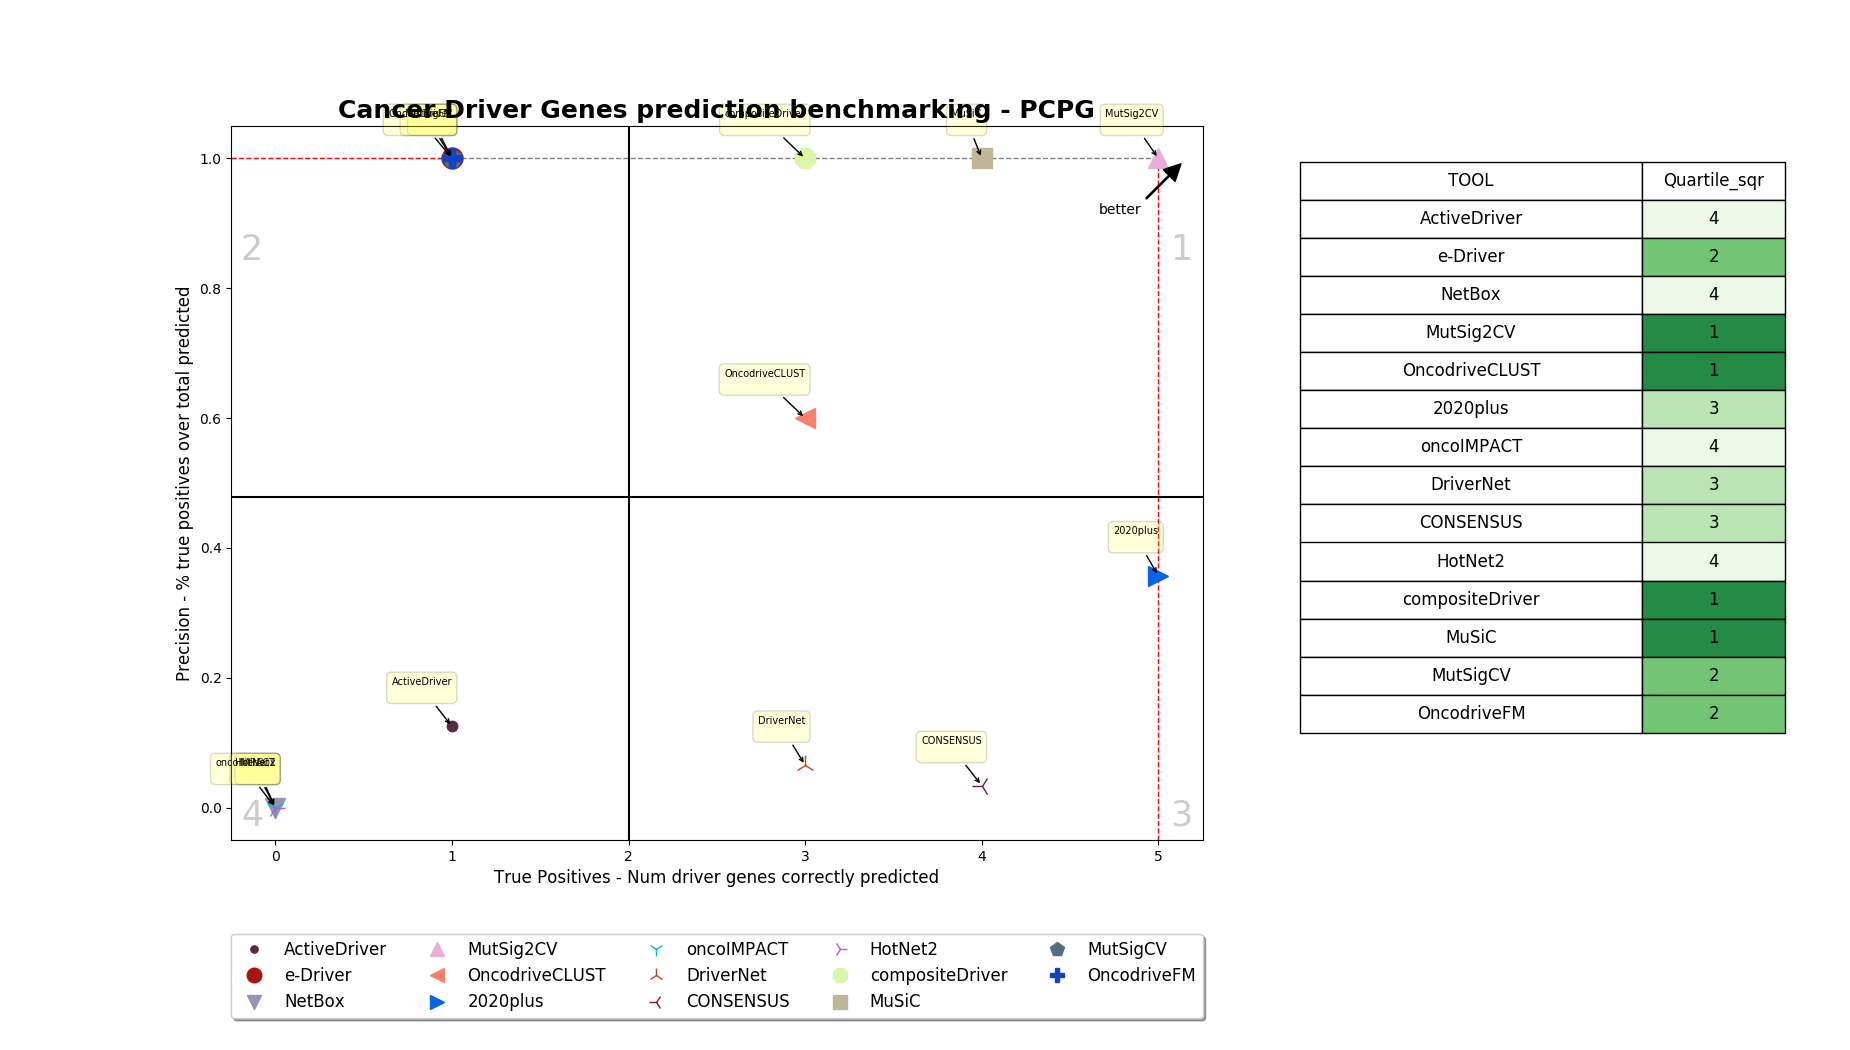 Cancer Driver Genes prediction benchmarking - PCPG
compositeDriver
MuSiC
MutSig2CV
1.0
better
2
1
0.8
OncodriveCLUST
0.6
Precision - % true positives over total predicted
2020plus
0.4
ActiveDriver
0.2
DriverNet
CONSENSUS
HotNet2
0.0
4
3
0 1 2 3 4 5
True Positives - Num driver genes correctly predicted
ActiveDriver MutSig2CV oncoIMPACT HotNet2 MutSigCV
e-Driver OncodriveCLUST DriverNet compositeDriver OncodriveFM
NetBox 2020plus CONSENSUS MuSiC
TOOL Quartile_sqr
ActiveDriver 4
e-Driver 2
NetBox 4
MutSig2CV 1
OncodriveCLUST 1
2020plus 3
oncoIMPACT 4
DriverNet 3
CONSENSUS 3
HotNet2 4
compositeDriver 1
MuSiC 1
MutSigCV 2
OncodriveFM 2